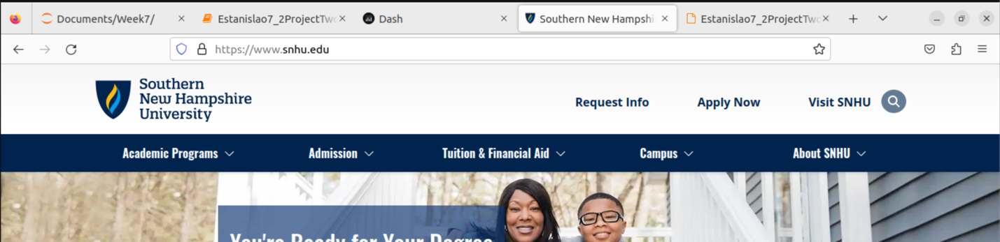 Documents/Week7/
Estanislao7_2ProjectTwo
Dash
Southern New Hampshi
Estanislao7_2ProjectTwo
https://www.snhu.edu
Southern
New Hampshire
University
Request Info
Apply Now
Visit SNHU
Academic Programs
Admission
Tuition & Financial Aid
Campus
About SNHU
You're Ready for Your Degree